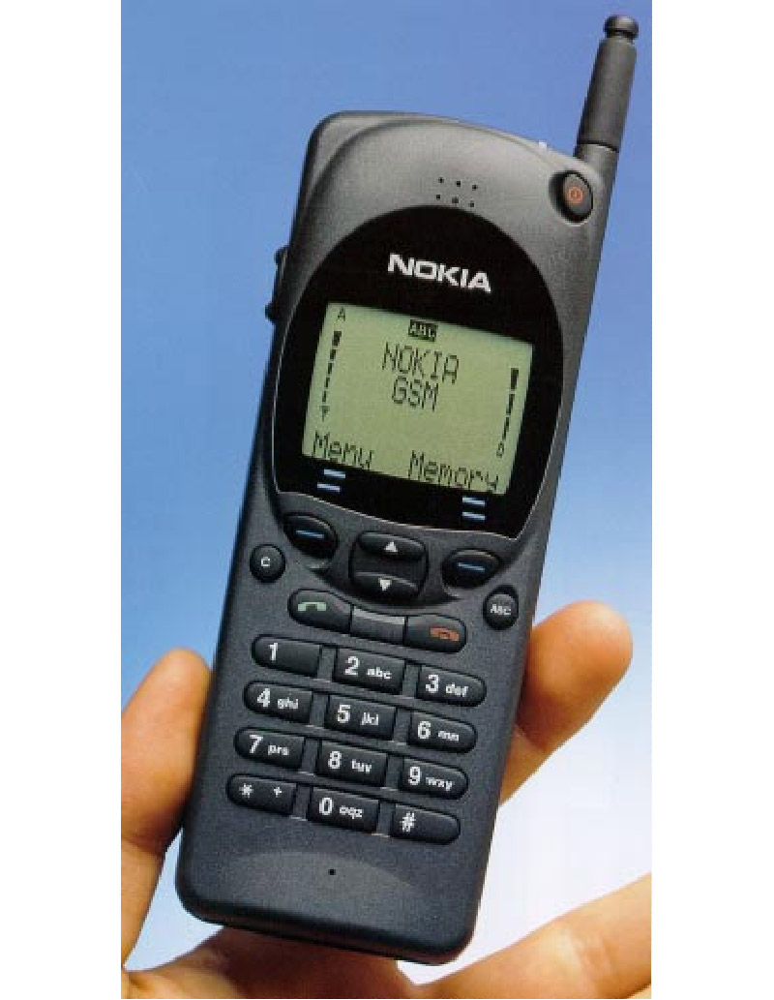 NOKIA
A
ABC
NOKIA
GSM
Menu Memory
C
ABC
1 2 abc 3 def
4 ghi 5 jkl 6 mn
7 prs 8 tuv 9 wxy
* + 0 oqz #